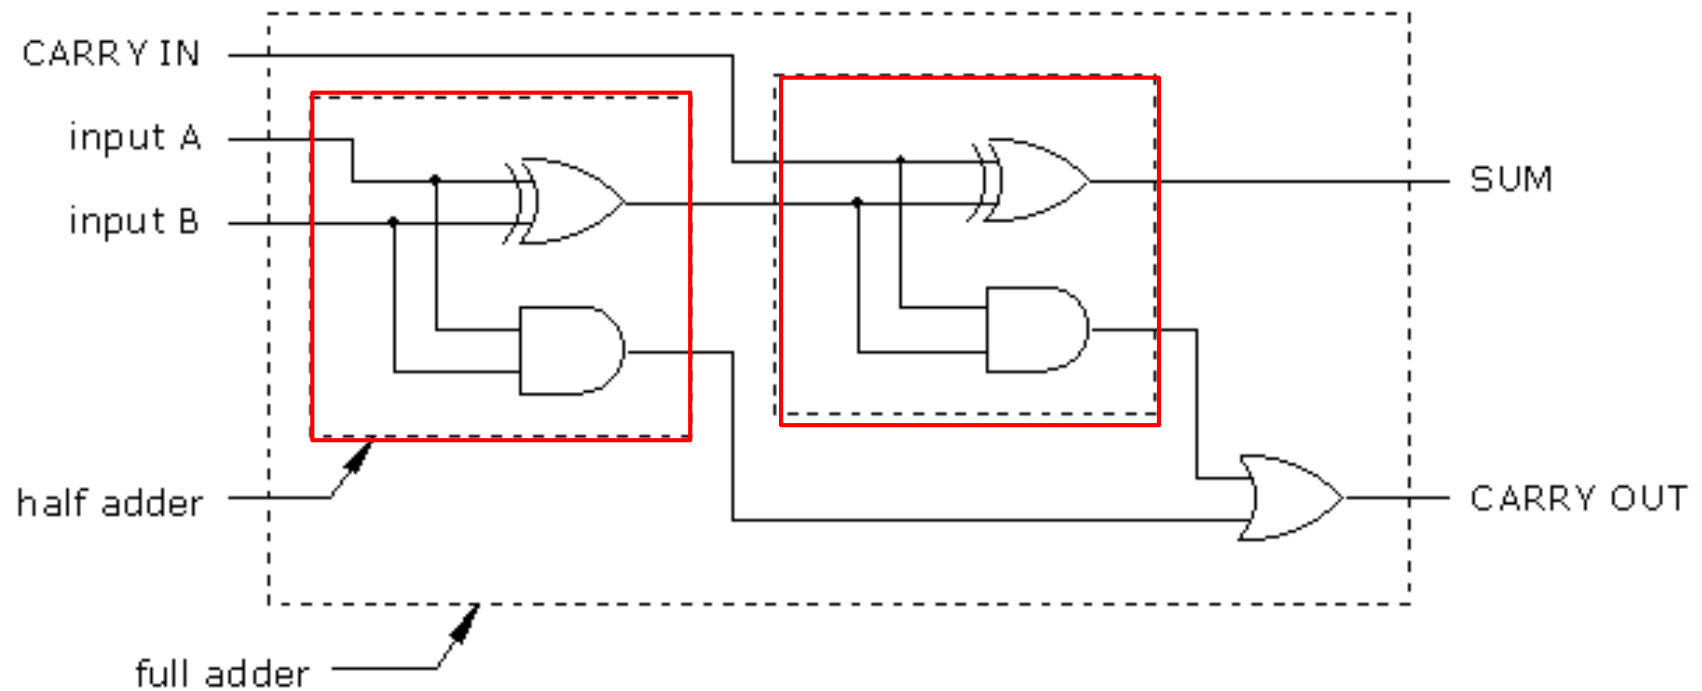 CARRY IN
input A
input B
SUM
half adder
CARRY OUT
full adder